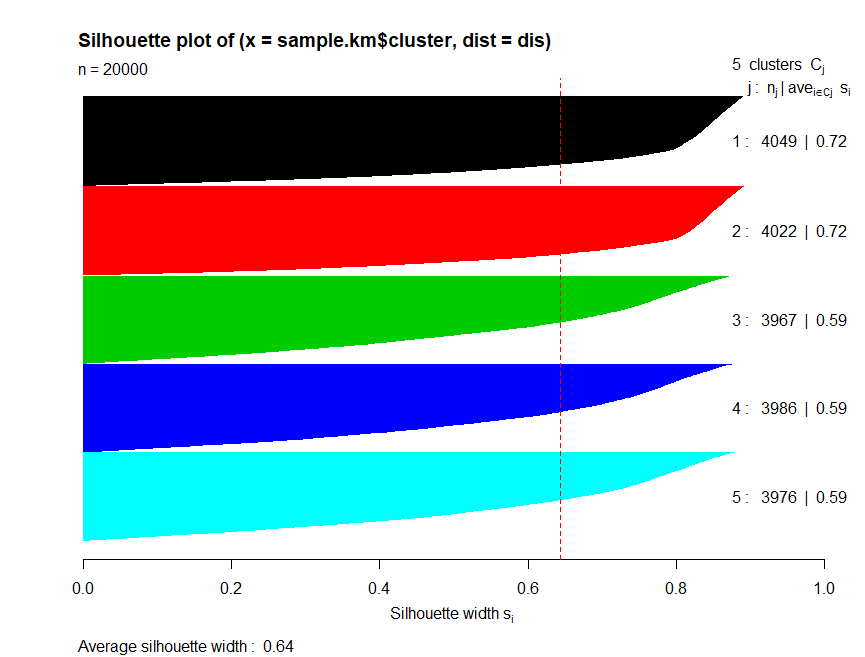 Silhouette plot of (x = sample.km$cluster, dist = dis)
n = 20000
5 clusters Cj
j : nj | avei∈Cj si
1 : 4049 | 0.72
2 : 4022 | 0.72
3 : 3967 | 0.59
4 : 3986 | 0.59
5 : 3976 | 0.59
0.0 0.2 0.4 0.6 0.8 1.0
Silhouette width si
Average silhouette width : 0.64